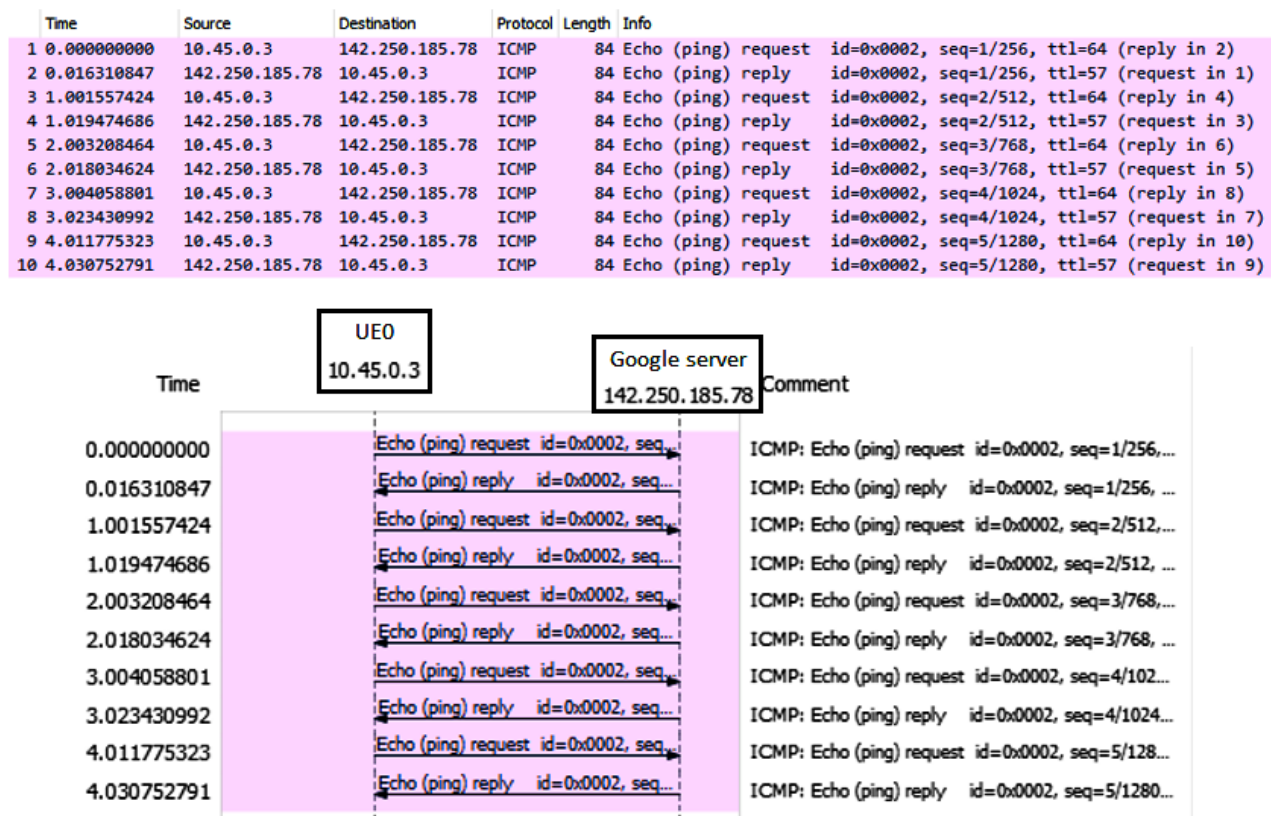 Time Source Destination Protocol Length Info
1 0.000000000 10.45.0.3 142.250.185.78 ICMP 84 Echo (ping) request id=0x0002, seq=1/256, ttl=64 (reply in 2)
2 0.016310847 142.250.185.78 10.45.0.3 ICMP 84 Echo (ping) reply id=0x0002, seq=1/256, ttl=57 (request in 1)
3 1.001557424 10.45.0.3 142.250.185.78 ICMP 84 Echo (ping) request id=0x0002, seq=2/512, ttl=64 (reply in 4)
4 1.019474686 142.250.185.78 10.45.0.3 ICMP 84 Echo (ping) reply id=0x0002, seq=2/512, ttl=57 (request in 3)
5 2.003208464 10.45.0.3 142.250.185.78 ICMP 84 Echo (ping) request id=0x0002, seq=3/768, ttl=64 (reply in 6)
6 2.018034624 142.250.185.78 10.45.0.3 ICMP 84 Echo (ping) reply id=0x0002, seq=3/768, ttl=57 (request in 5)
7 3.004058801 10.45.0.3 142.250.185.78 ICMP 84 Echo (ping) request id=0x0002, seq=4/1024, ttl=64 (reply in 8)
8 3.023430992 142.250.185.78 10.45.0.3 ICMP 84 Echo (ping) reply id=0x0002, seq=4/1024, ttl=57 (request in 7)
9 4.011775323 10.45.0.3 142.250.185.78 ICMP 84 Echo (ping) request id=0x0002, seq=5/1280, ttl=64 (reply in 10)
10 4.030752791 142.250.185.78 10.45.0.3 ICMP 84 Echo (ping) reply id=0x0002, seq=5/1280, ttl=57 (request in 9)
UE0
10.45.0.3
Google server
142.250.185.78
Time Comment
0.000000000 Echo (ping) request id=0x0002, seq... ICMP: Echo (ping) request id=0x0002, seq=1/256,...
0.016310847 Echo (ping) reply id=0x0002, seq... ICMP: Echo (ping) reply id=0x0002, seq=1/256, ...
1.001557424 Echo (ping) request id=0x0002, seq... ICMP: Echo (ping) request id=0x0002, seq=2/512,...
1.019474686 Echo (ping) reply id=0x0002, seq... ICMP: Echo (ping) reply id=0x0002, seq=2/512, ...
2.003208464 Echo (ping) request id=0x0002, seq... ICMP: Echo (ping) request id=0x0002, seq=3/768,...
2.018034624 Echo (ping) reply id=0x0002, seq... ICMP: Echo (ping) reply id=0x0002, seq=3/768, ...
3.004058801 Echo (ping) request id=0x0002, seq... ICMP: Echo (ping) request id=0x0002, seq=4/102...
3.023430992 Echo (ping) reply id=0x0002, seq... ICMP: Echo (ping) reply id=0x0002, seq=4/1024...
4.011775323 Echo (ping) request id=0x0002, seq... ICMP: Echo (ping) request id=0x0002, seq=5/128...
4.030752791 Echo (ping) reply id=0x0002, seq... ICMP: Echo (ping) reply id=0x0002, seq=5/1280...